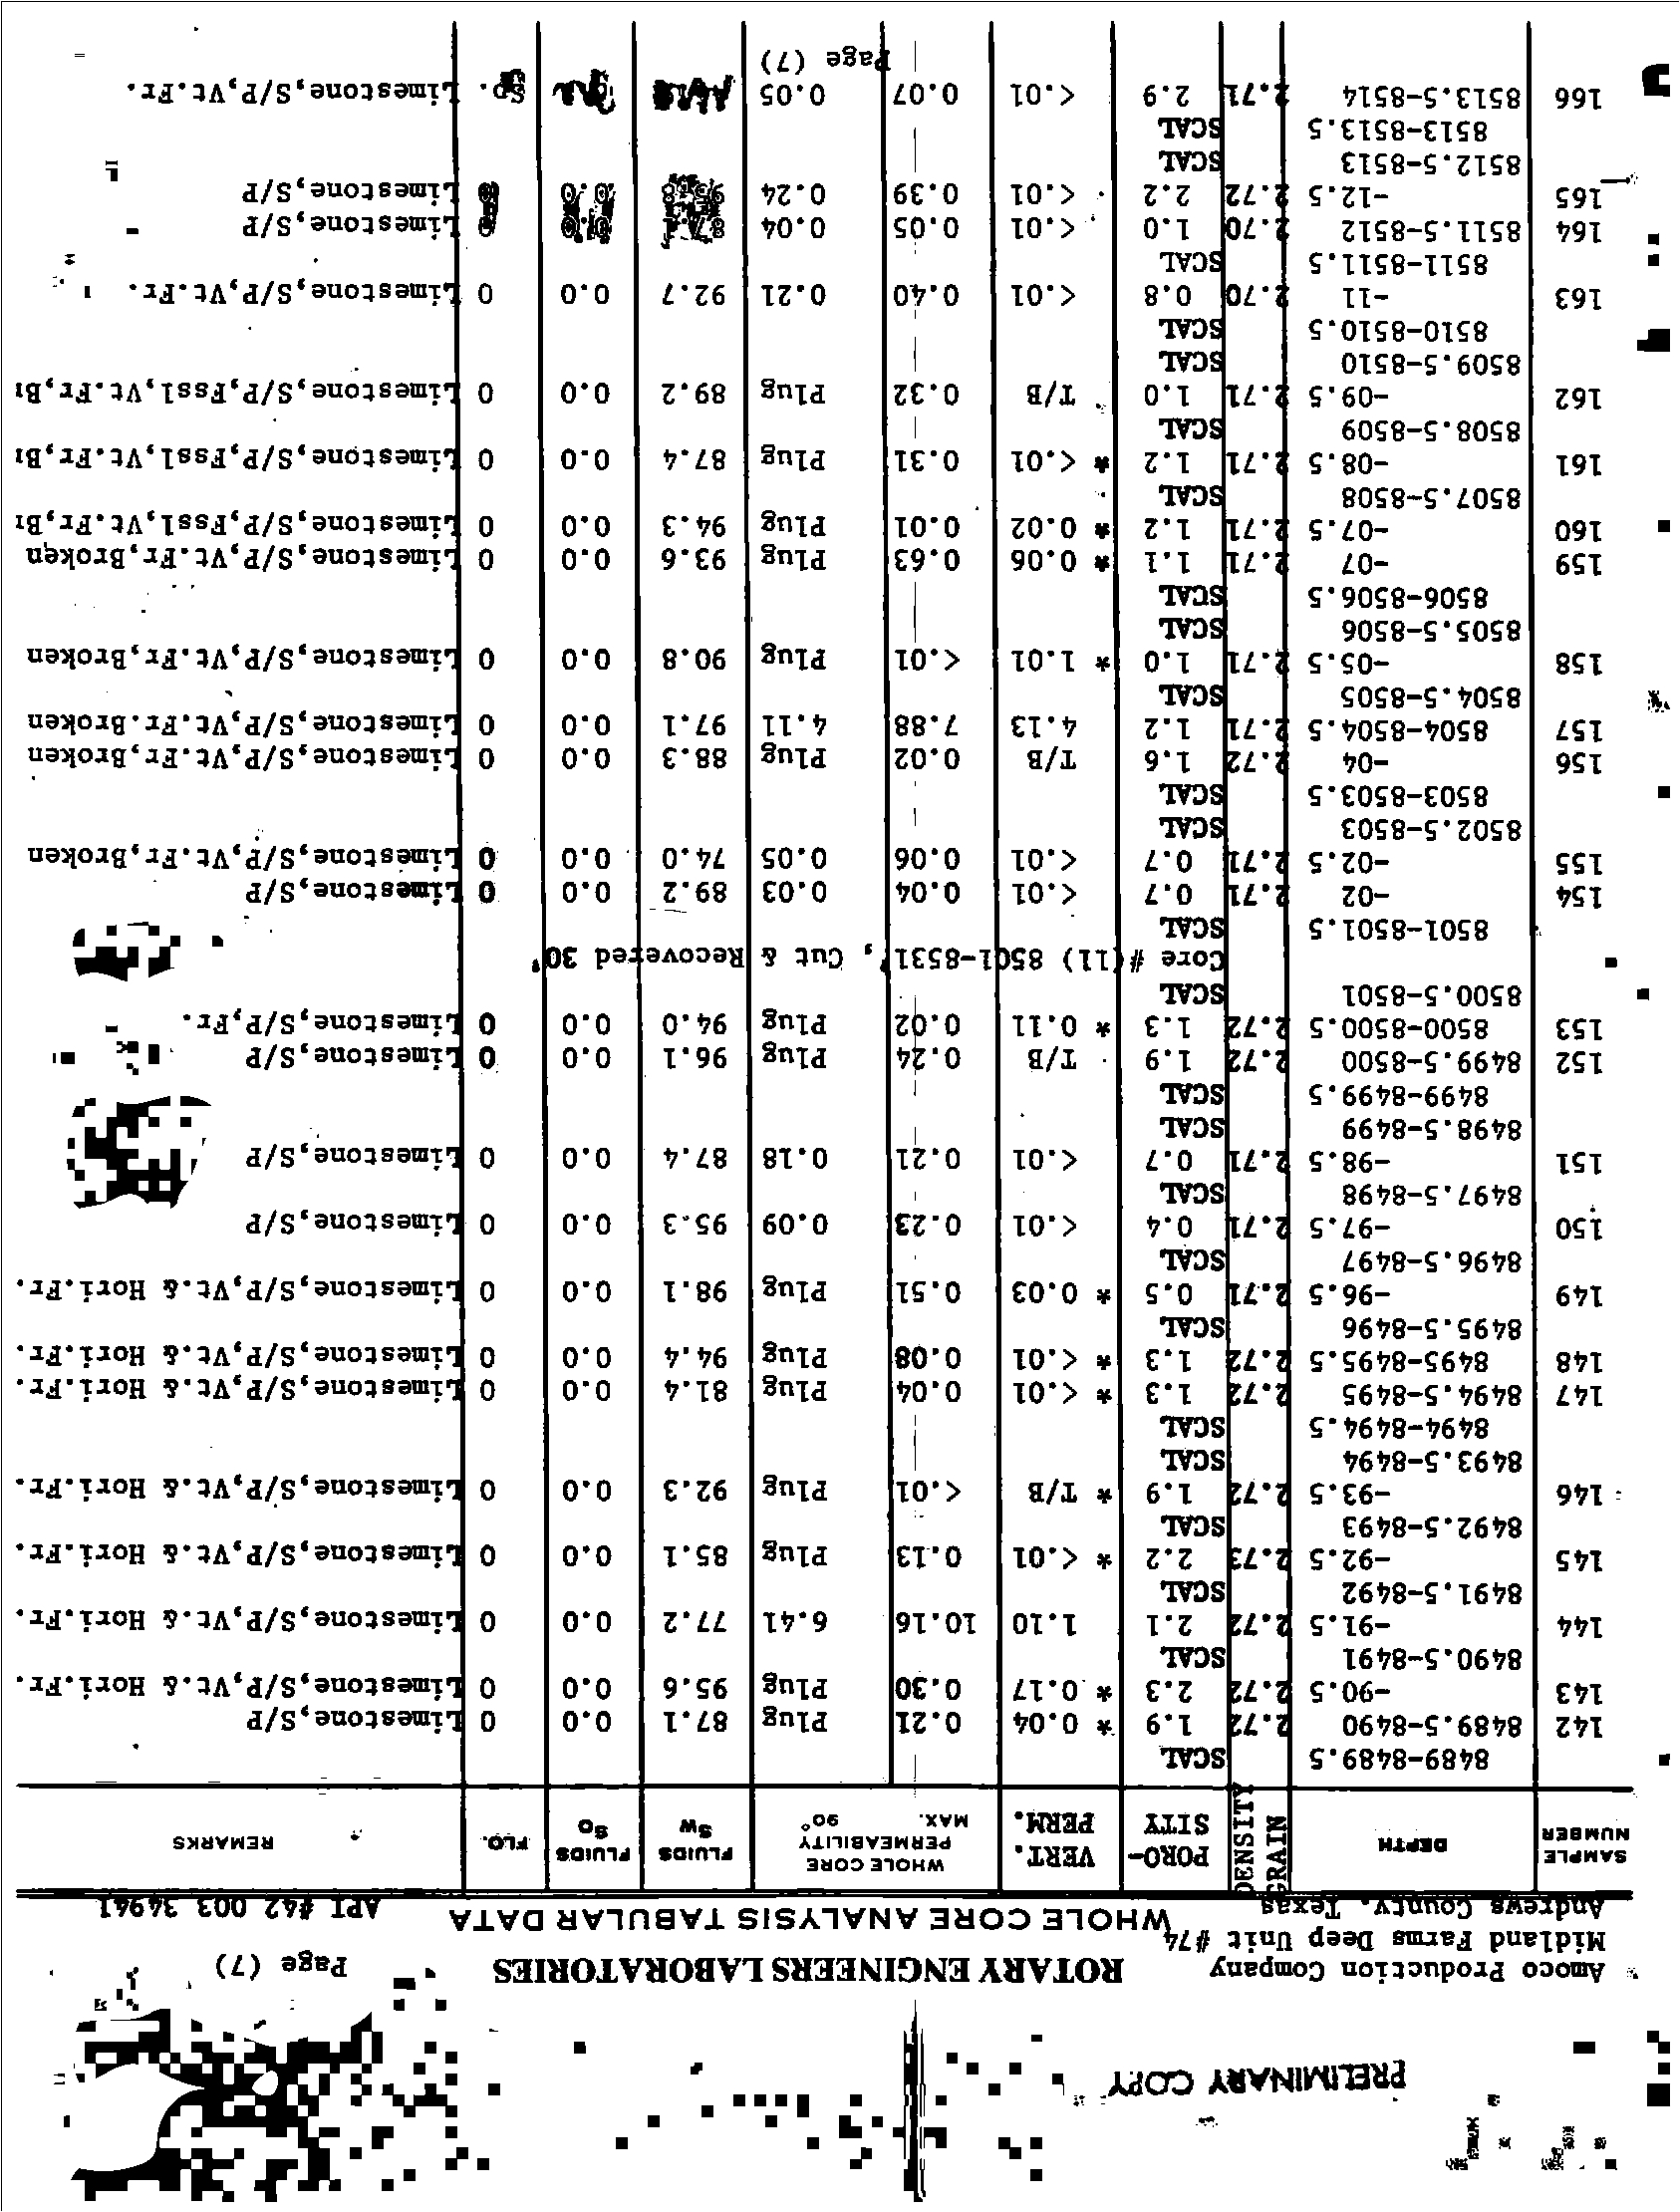 PRELIMINARY COPY
Amoco Production Company ROTARY ENGINEERS LABORATORIES Page (7)
Midland Farms Deep Unit #74
Andrews County, Texas WHOLE CORE ANALYSIS TABULAR DATA API #42 003 34941
SAMPLE NUMBER DEPTH GRAIN DENSITY PORO-SITY VERT. PERM. WHOLE CORE PERMEABILITY MAX. 90° FLUIDS Sw FLUIDS So FLO. REMARKS
8489-8489.5 SCAL
142 8489.5-8490 2.72 1.9 * 0.04 0.21 Plug 87.1 0.0 0 Limestone,S/P
143 -90.5 2.72 2.3 * 0.17 0.30 Plug 95.6 0.0 0 Limestone,S/P,Vt.& Hori.Fr.
8490.5-8491 SCAL
144 -91.5 2.72 2.1 1.10 10.16 6.41 77.2 0.0 0 Limestone,S/P,Vt.& Hori.Fr.
8491.5-8492 SCAL
145 -92.5 2.73 2.2 * <.01 0.13 Plug 85.1 0.0 0 Limestone,S/P,Vt.& Hori.Fr.
8492.5-8493 SCAL
146 -93.5 2.72 1.9 * T/B <.01 Plug 92.3 0.0 0 Limestone,S/P,Vt.& Hori.Fr.
8493.5-8494 SCAL
8494-8494.5 SCAL
147 8494.5-8495 2.72 1.3 * <.01 0.04 Plug 81.4 0.0 0 Limestone,S/P,Vt.& Hori.Fr.
148 8495-8495.5 2.72 1.3 * <.01 0.08 Plug 94.4 0.0 0 Limestone,S/P,Vt.& Hori.Fr.
8495.5-8496 SCAL
149 -96.5 2.71 0.5 * 0.03 0.51 Plug 98.1 0.0 0 Limestone,S/P,Vt.& Hori.Fr.
8496.5-8497 SCAL
150 -97.5 2.71 0.4 <.01 0.23 0.09 95.3 0.0 0 Limestone,S/P
8497.5-8498 SCAL
151 -98.5 2.71 0.7 <.01 0.21 0.18 87.4 0.0 0 Limestone,S/P
8498.5-8499 SCAL
8499-8499.5 SCAL
152 8499.5-8500 2.72 1.9 T/B 0.24 Plug 96.1 0.0 0 Limestone,S/P
153 8500-8500.5 2.72 1.3 * 0.11 0.02 Plug 94.0 0.0 0 Limestone,S/P,Fr.
8500.5-8501 SCAL
Core #(11) 8501-8531', Cut & Recovered 30'
8501-8501.5 SCAL
154 -02 2.71 0.7 <.01 0.04 0.03 89.2 0.0 0 Limestone,S/P
155 -02.5 2.71 0.7 <.01 0.06 0.05 74.0 0.0 0 Limestone,S/P,Vt.Fr,Broken
8502.5-8503 SCAL
8503-8503.5 SCAL
156 -04 2.72 1.6 T/B 0.02 Plug 88.3 0.0 0 Limestone,S/P,Vt.Fr,Broken
157 8504-8504.5 2.71 1.2 4.13 7.88 4.11 97.1 0.0 0 Limestone,S/P,Vt.Fr.Broken
8504.5-8505 SCAL
158 -05.5 2.71 1.0 * 1.01 <.01 Plug 90.8 0.0 0 Limestone,S/P,Vt.Fr,Broken
8505.5-8506 SCAL
8506-8506.5 SCAL
159 -07 2.71 1.1 * 0.06 0.63 Plug 93.6 0.0 0 Limestone,S/P,Vt.Fr,Broken
160 -07.5 2.71 1.2 * 0.02 0.01 Plug 94.3 0.0 0 Limestone,S/P,Fssl,Vt.Fr,Br
8507.5-8508 SCAL
161 -08.5 2.71 1.2 * <.01 0.31 Plug 87.4 0.0 0 Limestone,S/P,Fssl,Vt.Fr,Br
8508.5-8509 SCAL
162 -09.5 2.71 1.0 T/B 0.32 Plug 89.2 0.0 0 Limestone,S/P,Fssl,Vt.Fr,Br
8509.5-8510 SCAL
8510-8510.5 SCAL
163 -11 2.70 0.8 <.01 0.40 0.21 92.7 0.0 0 Limestone,S/P,Vt.Fr.
8511-8511.5 SCAL
164 8511.5-8512 2.70 1.0 <.01 0.05 0.04 0.0 Limestone,S/P
165 -12.5 2.72 2.2 <.01 0.39 0.24 0.0 Limestone,S/P
8512.5-8513 SCAL
8513-8513.5 SCAL
166 8513.5-8514 2.71 2.9 <.01 0.07 0.05 Sp. Limestone,S/P,Vt.Fr.
Page (7)